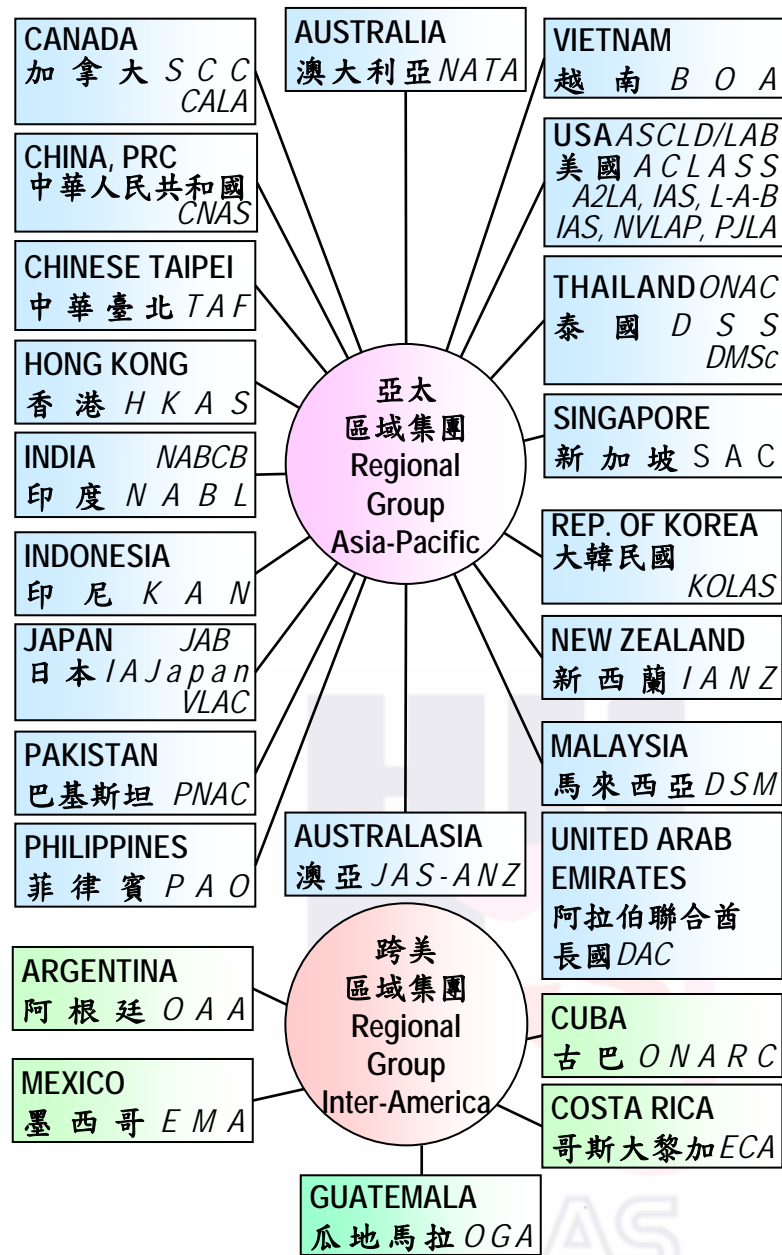 CANADA
加拿大 SCC
CALA
CHINA, PRC
中華人民共和國
CNAS
CHINESE TAIPEI
中華臺北 TAF
HONG KONG
香港 HKAS
INDIA NABCB
印度 NABL
INDONESIA
印尼 KAN
JAPAN JAB
日本 IAJapan
VLAC
PAKISTAN
巴基斯坦 PNAC
PHILIPPINES
菲律賓 PAO
AUSTRALIA
澳大利亞 NATA
亞太
區域集團
Regional
Group
Asia-Pacific
AUSTRALASIA
澳亞 JAS-ANZ
VIETNAM
越南 BOA
USA ASCLD/LAB
美國 ACLASS
A2LA, IAS, L-A-B
IAS, NVLAP, PJLA
THAILAND ONAC
泰國 DSS
DMSc
SINGAPORE
新加坡 SAC
REP. OF KOREA
大韓民國
KOLAS
NEW ZEALAND
新西蘭 IANZ
MALAYSIA
馬來西亞 DSM
UNITED ARAB
EMIRATES
阿拉伯聯合酋
長國 DAC
ARGENTINA
阿根廷 OAA
MEXICO
墨西哥 EMA
跨美
區域集團
Regional
Group
Inter-America
CUBA
古巴 ONARC
COSTA RICA
哥斯大黎加 ECA
GUATEMALA
瓜地馬拉 OGA